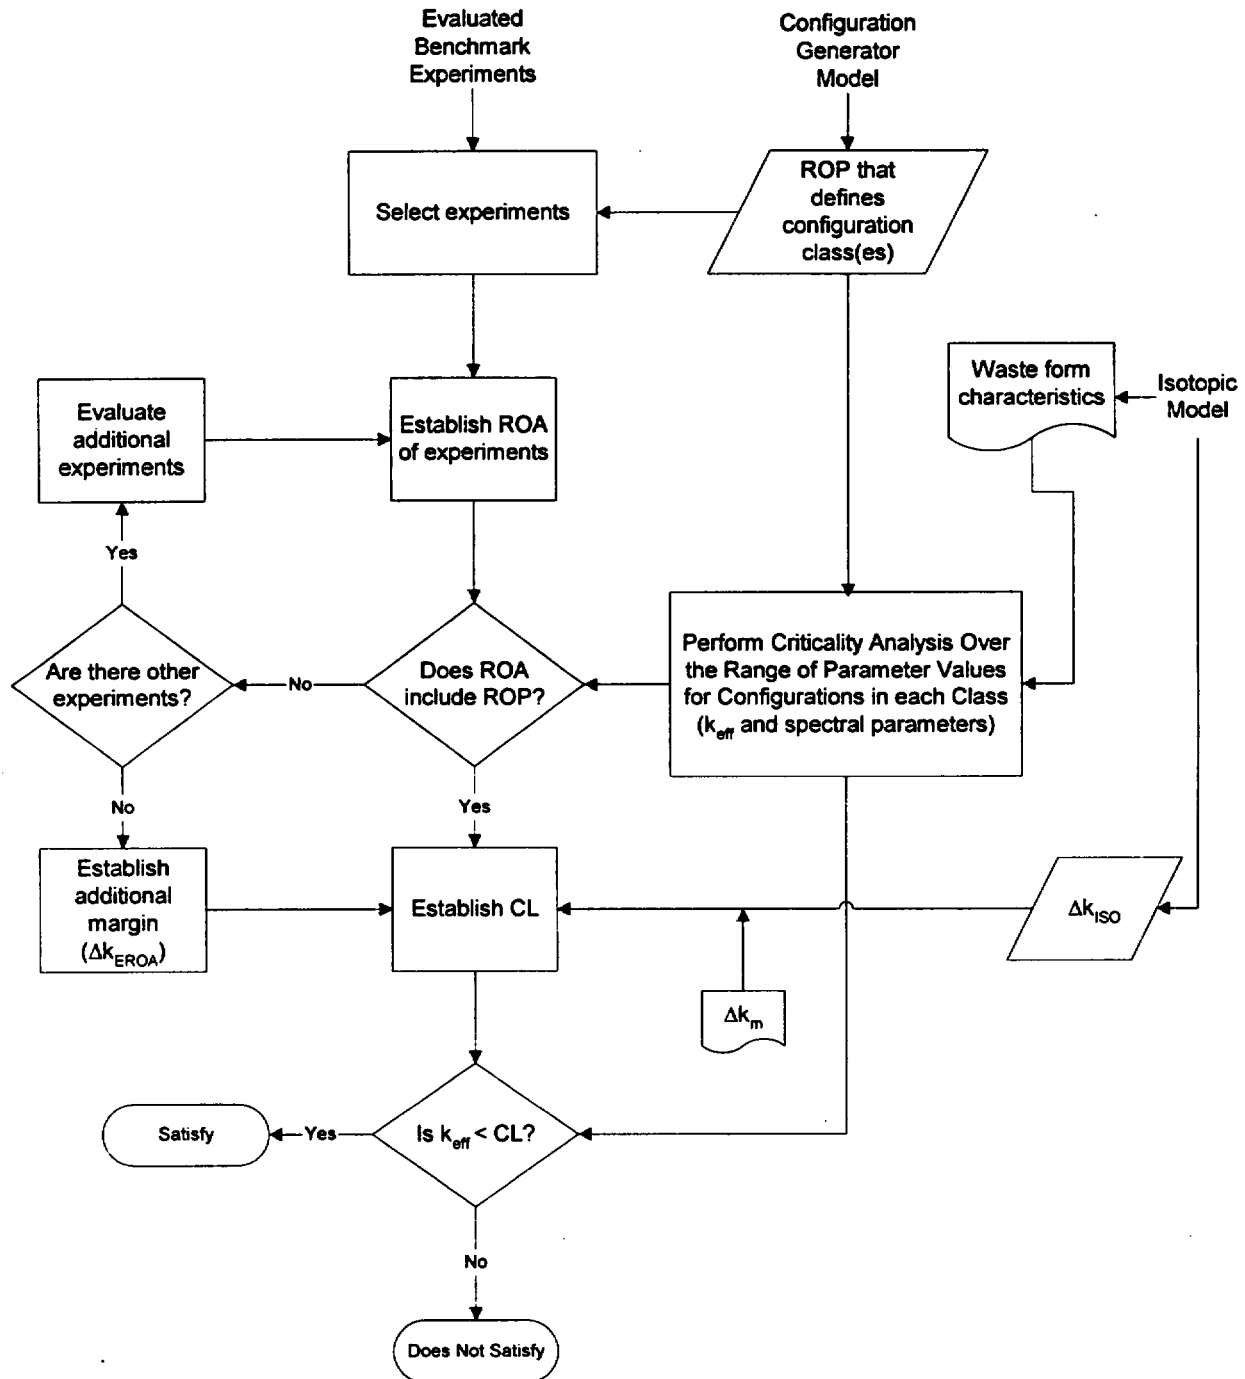 Evaluated
Benchmark
Experiments
Configuration
Generator
Model
Select experiments
ROP that
defines
configuration
class(es)
Waste form
characteristics
Isotopic
Model
Evaluate
additional
experiments
Establish ROA
of experiments
Yes
Are there other
experiments?
No
Does ROA
include ROP?
Perform Criticality Analysis Over
the Range of Parameter Values
for Configurations in each Class
(keff and spectral parameters)
No
Yes
Establish
additional
margin
(ΔkEROA)
Establish CL
ΔkISO
Δkm
Satisfy
Yes
Is keff < CL?
No
Does Not Satisfy